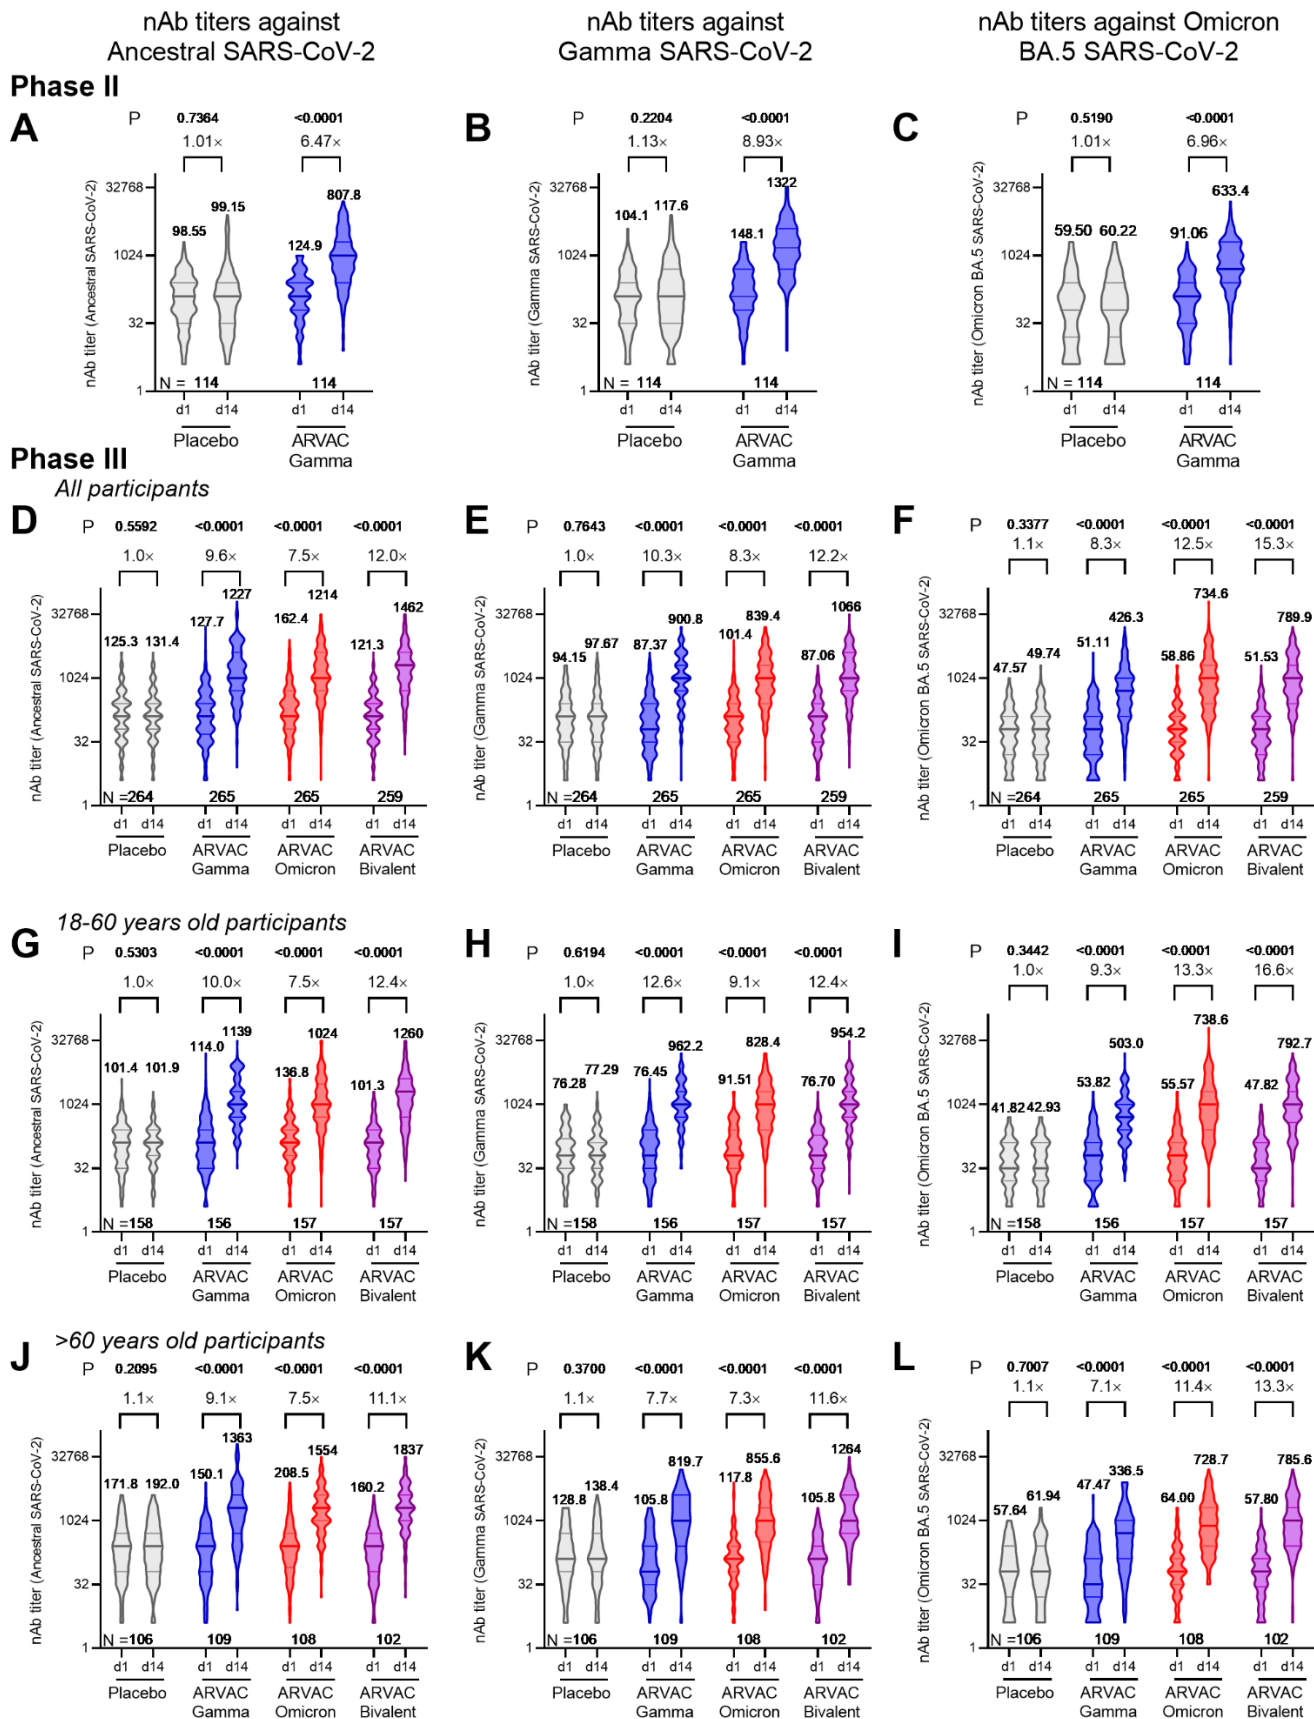 nAb titers against
Ancestral SARS-CoV-2
nAb titers against
Gamma SARS-CoV-2
nAb titers against Omicron
BA.5 SARS-CoV-2
Phase II
A
P 0.7364 <0.0001
1.01× 6.47×
nAb titer (Ancestral SARS-CoV-2)
32768
1024
32
1
98.55 99.15 124.9 807.8
N = 114 114
d1 d14 d1 d14
Placebo ARVAC
Gamma
B
P 0.2204 <0.0001
1.13× 8.93×
nAb titer (Gamma SARS-CoV-2)
32768
1024
32
1
104.1 117.6 148.1 1322
N = 114 114
d1 d14 d1 d14
Placebo ARVAC
Gamma
C
P 0.5190 <0.0001
1.01× 6.96×
nAb titer (Omicron BA.5 SARS-CoV-2)
32768
1024
32
1
59.50 60.22 91.06 633.4
N = 114 114
d1 d14 d1 d14
Placebo ARVAC
Gamma
Phase III
All participants
D
P 0.5592 <0.0001 <0.0001 <0.0001
1.0× 9.6× 7.5× 12.0×
nAb titer (Ancestral SARS-CoV-2)
32768
1024
32
1
125.3 131.4 127.7 1227 162.4 1214 121.3 1462
N =264 265 265 259
d1 d14 d1 d14 d1 d14 d1 d14
Placebo ARVAC ARVAC ARVAC
Gamma Omicron Bivalent
E
P 0.7643 <0.0001 <0.0001 <0.0001
1.0× 10.3× 8.3× 12.2×
nAb titer (Gamma SARS-CoV-2)
32768
1024
32
1
94.15 97.67 87.37 900.8 101.4 839.4 87.06 1066
N =264 265 265 259
d1 d14 d1 d14 d1 d14 d1 d14
Placebo ARVAC ARVAC ARVAC
Gamma Omicron Bivalent
F
P 0.3377 <0.0001 <0.0001 <0.0001
1.1× 8.3× 12.5× 15.3×
nAb titer (Omicron BA.5 SARS-CoV-2)
32768
1024
32
1
47.57 49.74 51.11 426.3 58.86 734.6 51.53 789.9
N =264 265 265 259
d1 d14 d1 d14 d1 d14 d1 d14
Placebo ARVAC ARVAC ARVAC
Gamma Omicron Bivalent
18-60 years old participants
G
P 0.5303 <0.0001 <0.0001 <0.0001
1.0× 10.0× 7.5× 12.4×
nAb titer (Ancestral SARS-CoV-2)
32768
1024
32
1
101.4 101.9 114.0 1139 136.8 1024 101.3 1260
N =158 156 157 157
d1 d14 d1 d14 d1 d14 d1 d14
Placebo ARVAC ARVAC ARVAC
Gamma Omicron Bivalent
H
P 0.6194 <0.0001 <0.0001 <0.0001
1.0× 12.6× 9.1× 12.4×
nAb titer (Gamma SARS-CoV-2)
32768
1024
32
1
76.28 77.29 76.45 962.2 91.51 828.4 76.70 954.2
N =158 156 157 157
d1 d14 d1 d14 d1 d14 d1 d14
Placebo ARVAC ARVAC ARVAC
Gamma Omicron Bivalent
I
P 0.3442 <0.0001 <0.0001 <0.0001
1.0× 9.3× 13.3× 16.6×
nAb titer (Omicron BA.5 SARS-CoV-2)
32768
1024
32
1
41.82 42.93 53.82 503.0 55.57 738.6 47.82 792.7
N =158 156 157 157
d1 d14 d1 d14 d1 d14 d1 d14
Placebo ARVAC ARVAC ARVAC
Gamma Omicron Bivalent
>60 years old participants
J
P 0.2095 <0.0001 <0.0001 <0.0001
1.1× 9.1× 7.5× 11.1×
nAb titer (Ancestral SARS-CoV-2)
32768
1024
32
1
171.8 192.0 150.1 1363 208.5 1554 160.2 1837
N =106 109 108 102
d1 d14 d1 d14 d1 d14 d1 d14
Placebo ARVAC ARVAC ARVAC
Gamma Omicron Bivalent
K
P 0.3700 <0.0001 <0.0001 <0.0001
1.1× 7.7× 7.3× 11.6×
nAb titer (Gamma SARS-CoV-2)
32768
1024
32
1
128.8 138.4 105.8 819.7 117.8 855.6 105.8 1264
N =106 109 108 102
d1 d14 d1 d14 d1 d14 d1 d14
Placebo ARVAC ARVAC ARVAC
Gamma Omicron Bivalent
L
P 0.7007 <0.0001 <0.0001 <0.0001
1.1× 7.1× 11.4× 13.3×
nAb titer (Omicron BA.5 SARS-CoV-2)
32768
1024
32
1
57.64 61.94 47.47 336.5 64.00 728.7 57.80 785.6
N =106 109 108 102
d1 d14 d1 d14 d1 d14 d1 d14
Placebo ARVAC ARVAC ARVAC
Gamma Omicron Bivalent